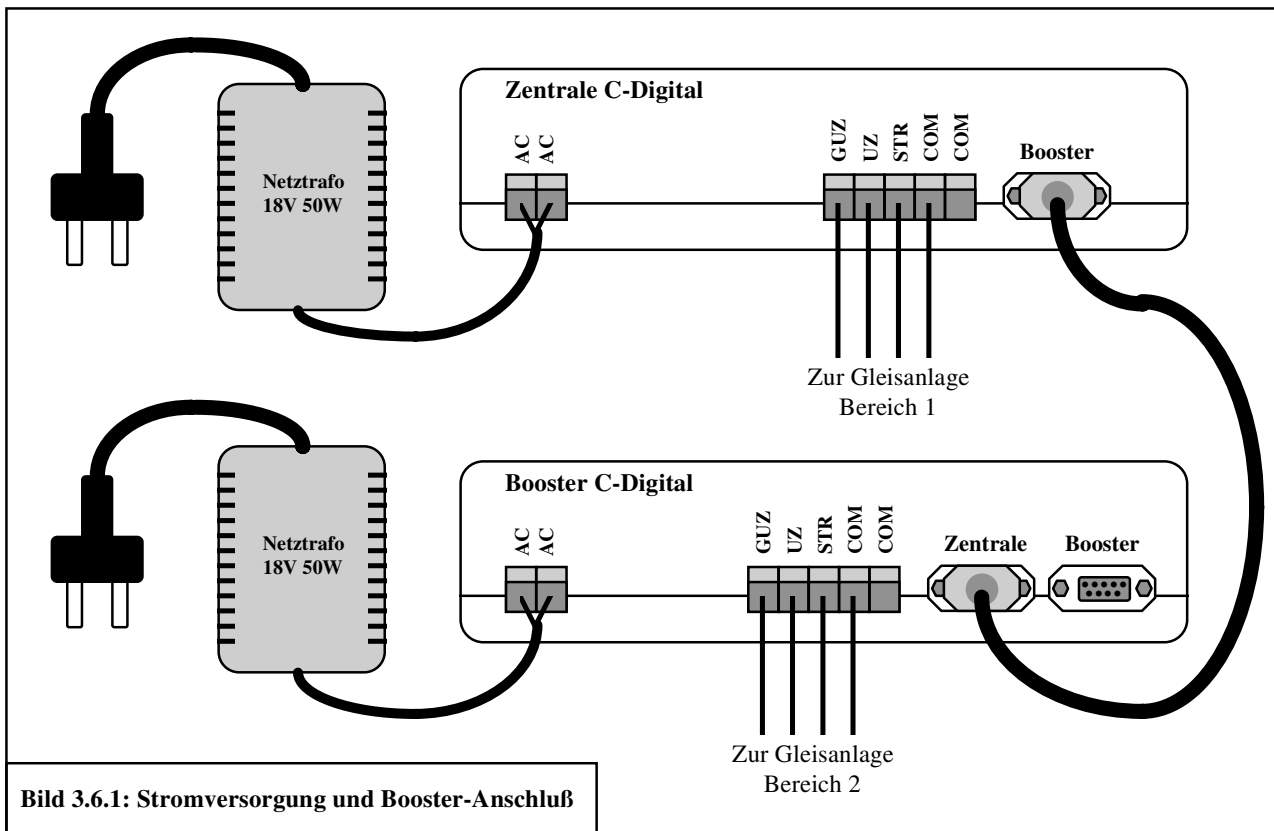 Zentrale C-Digital
AC
AC
GUZ
UZ
STR
COM
COM
Booster
Netztrafo
18V 50W
Zur Gleisanlage
Bereich 1
Booster C-Digital
AC
AC
GUZ
UZ
STR
COM
COM
Zentrale
Booster
Netztrafo
18V 50W
Zur Gleisanlage
Bereich 2
Bild 3.6.1: Stromversorgung und Booster-Anschluß